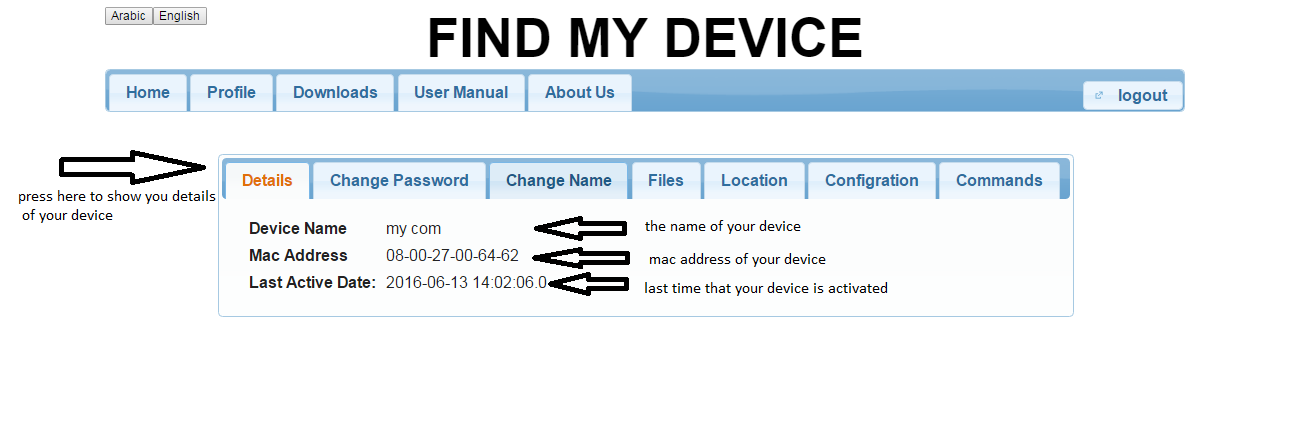 Arabic English
FIND MY DEVICE
Home Profile Downloads User Manual About Us logout
Details Change Password Change Name Files Location Configration Commands
press here to show you details
of your device
Device Name my com the name of your device
Mac Address 08-00-27-00-64-62 mac address of your device
Last Active Date: 2016-06-13 14:02:06.0 last time that your device is activated